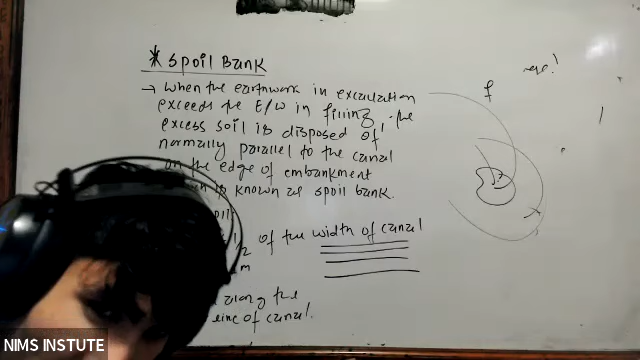 * Spoil Bank
→ When the earthwork in excavation
exceeds the E/W in filling, the
excess soil is disposed of
normally parallel to the canal
on the edge of embankment
is known as spoil bank.
of the width of canal
m
along the
line of canal.
NIMS INSTUTE